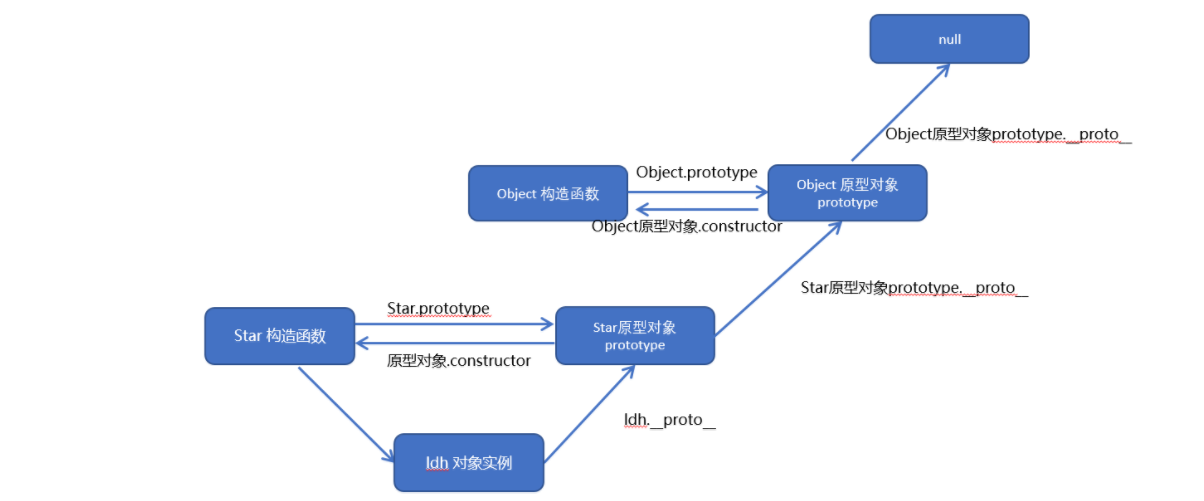 null
Object原型对象prototype.__proto__
Object.prototype
Object 构造函数
Object 原型对象
prototype
Object原型对象.constructor
Star原型对象prototype.__proto__
Star.prototype
Star 构造函数
Star原型对象
prototype
原型对象.constructor
ldh.__proto__
ldh 对象实例